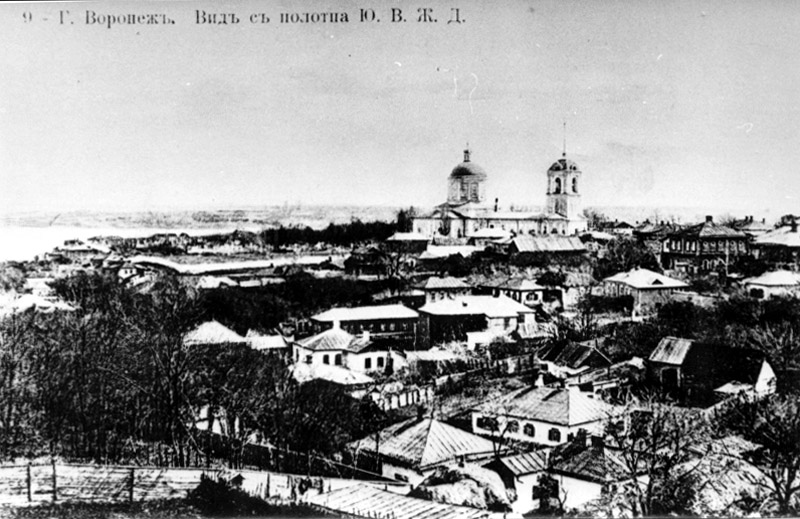 9 - Г. Воронежъ. Видъ съ полотна Ю. В. Ж. Д.